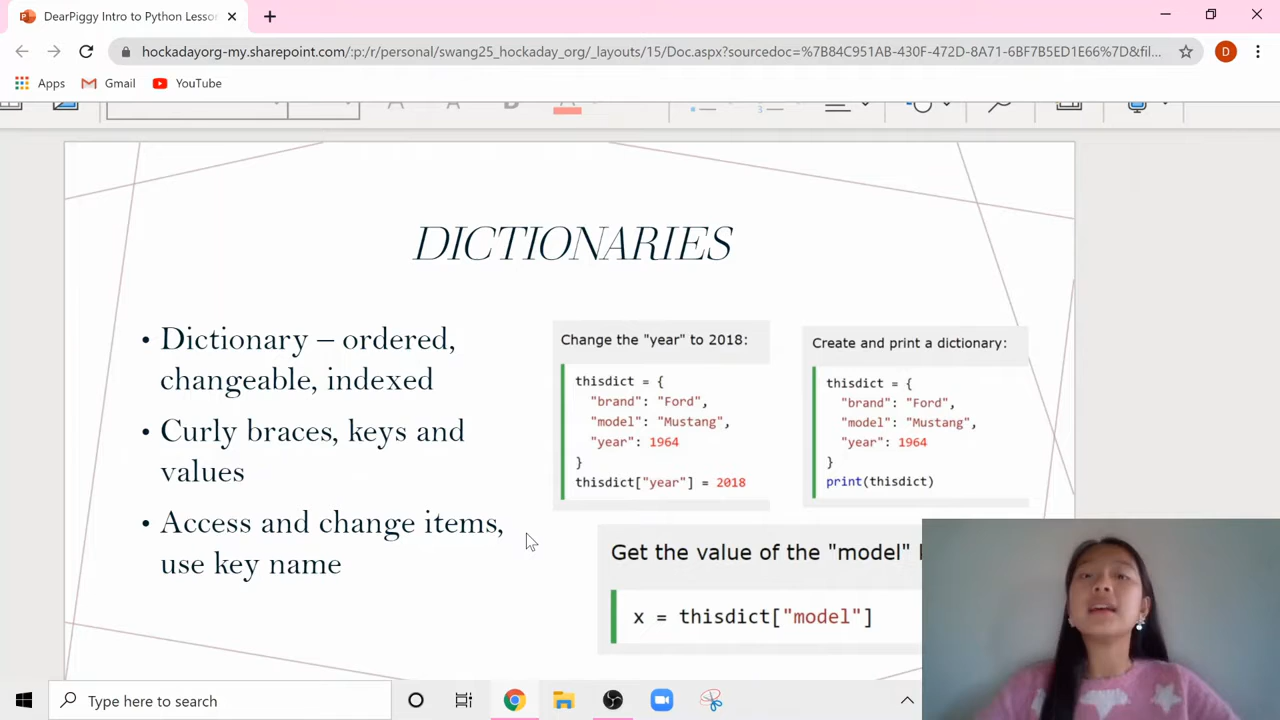 DearPiggy Intro to Python Lesson
hockadayorg-my.sharepoint.com/:p:/r/personal/swang25_hockaday_org/_layouts/15/Doc.aspx?sourcedoc=%7B84C951AB-430F-472D-8A71-6BF7B5ED1E66%7D&fil...
D
Apps Gmail YouTube
DICTIONARIES
• Dictionary – ordered,
changeable, indexed
• Curly braces, keys and
values
• Access and change items,
use key name
Change the "year" to 2018:
thisdict = {
"brand": "Ford",
"model": "Mustang",
"year": 1964
}
thisdict["year"] = 2018
Create and print a dictionary:
thisdict = {
"brand": "Ford",
"model": "Mustang",
"year": 1964
}
print(thisdict)
Get the value of the "model"
x = thisdict["model"]
Type here to search